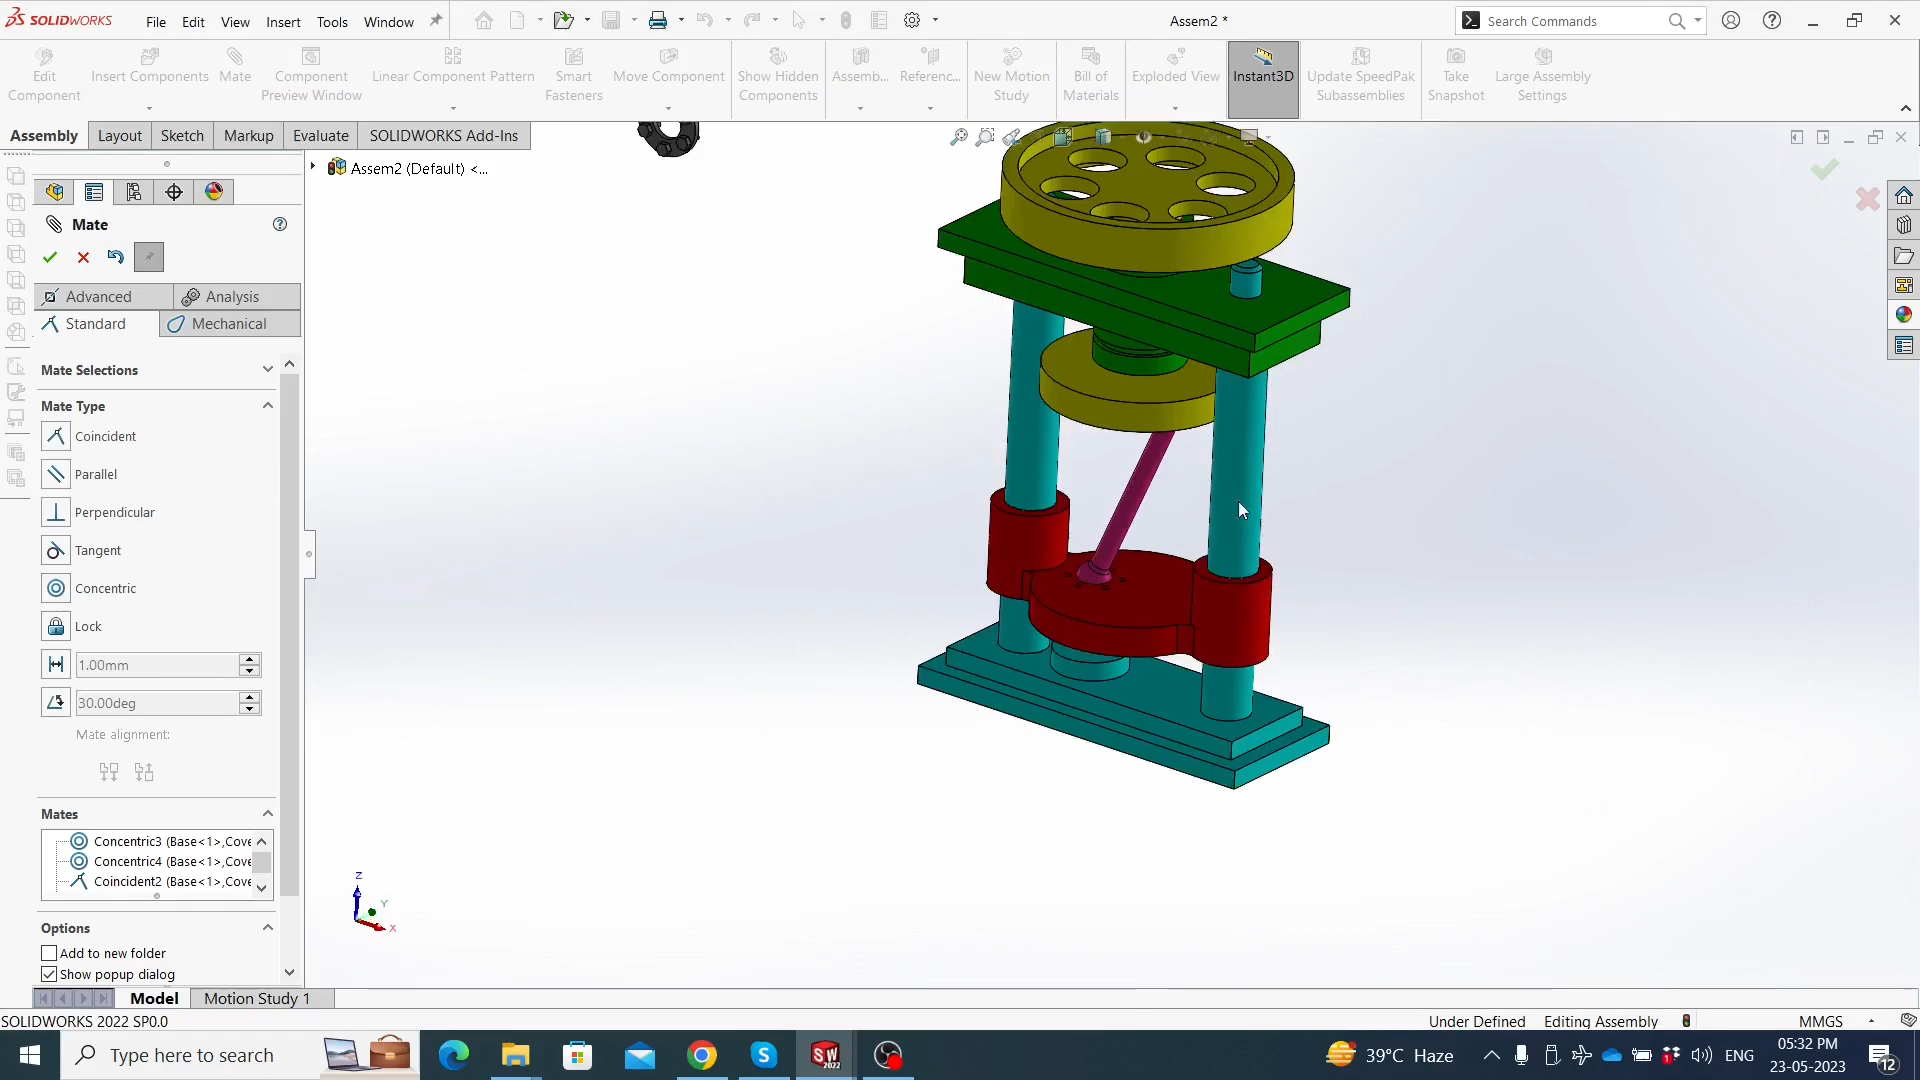 SOLIDWORKS File Edit View Insert Tools Window Assem2 * Search Commands
Edit Component Insert Components Mate Component Preview Window Linear Component Pattern Smart Fasteners Move Component Show Hidden Components Assemb... Referenc... New Motion Study Bill of Materials Exploded View Instant3D Update SpeedPak Subassemblies Take Snapshot Large Assembly Settings
Assembly Layout Sketch Markup Evaluate SOLIDWORKS Add-Ins
Assem2 (Default) <...
Mate
Advanced Analysis
Standard Mechanical
Mate Selections
Mate Type
Coincident
Parallel
Perpendicular
Tangent
Concentric
Lock
1.00mm
30.00deg
Mate alignment:
Mates
Concentric3 (Base<1>,Cove
Concentric4 (Base<1>,Cove
Coincident2 (Base<1>,Cove
Options
Add to new folder
Show popup dialog
Z
Y
X
Model Motion Study 1
SOLIDWORKS 2022 SP0.0 Under Defined Editing Assembly MMGS
Type here to search SW 2022 39°C Haze ENG 05:32 PM
23-05-2023 12